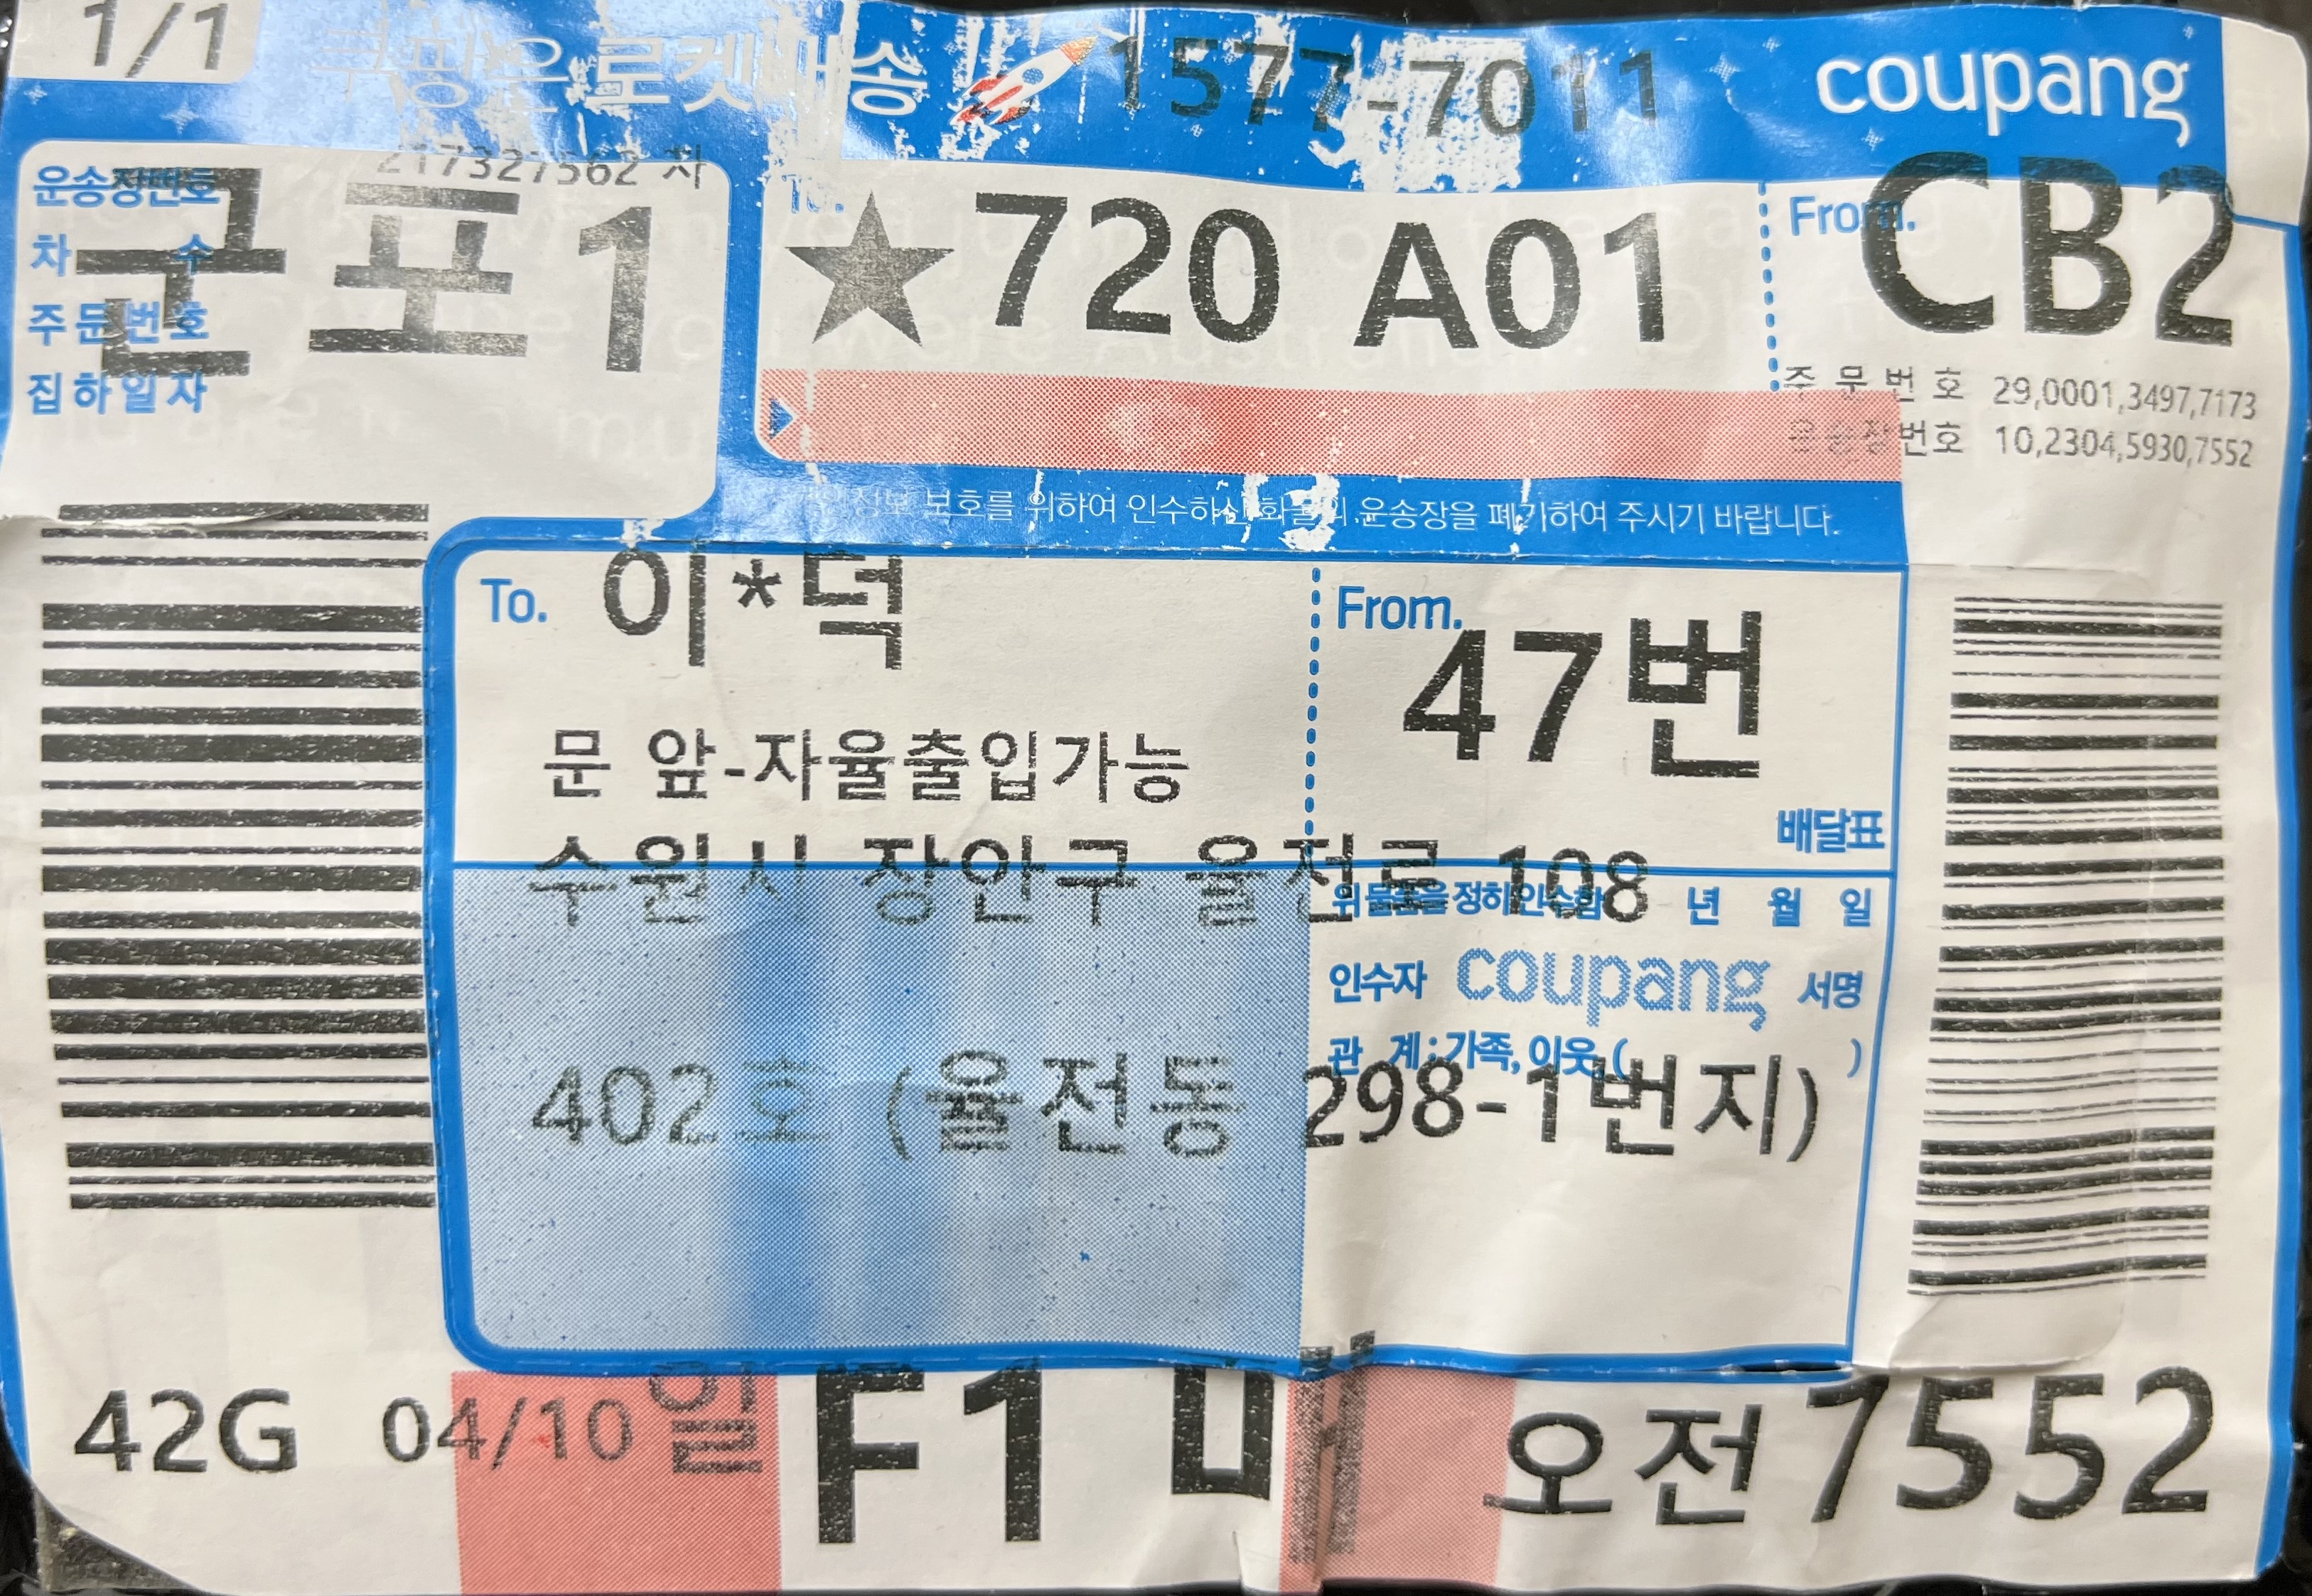 1/1
쿠팡은 로켓배송 1577-7011 coupang
217327562 차
운송장번호
차 수
주문번호
집하일자
군포1
To. ★720 A01
From. CB2
주 문 번 호 29,0001,3497,7173
운송장번호 10,2304,5930,7552
개인정보 보호를 위하여 인수하신 화물의 운송장을 폐기하여 주시기 바랍니다.
To. 이*덕
From. 47번
문 앞-자율출입가능
배달표
수원시 장안구 율전로 108
위 물품을 정히 인수함 년 월 일
인수자 coupang 서명
관 계 : 가족, 이웃, ( )
402호 (율전동 298-1번지)
42G 04/10 일 F1 매 오전 7552